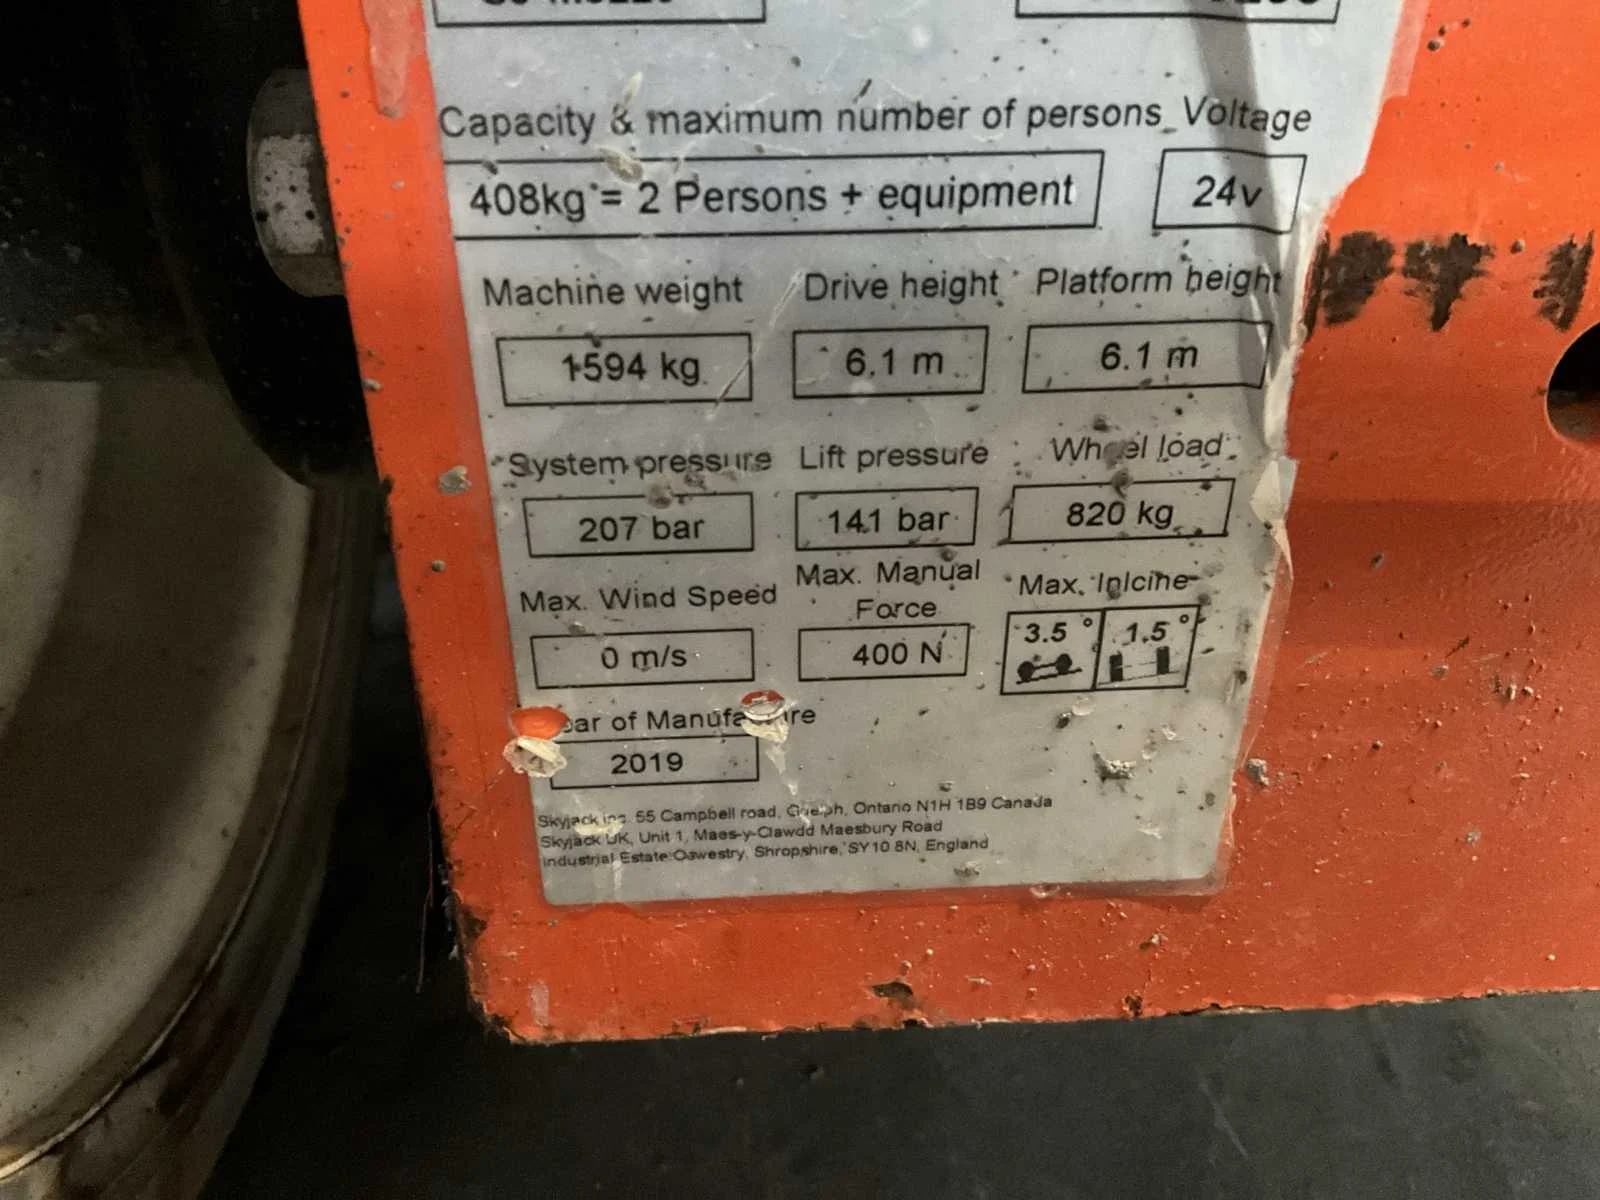 Capacity & maximum number of persons Voltage
408kg = 2 Persons + equipment 24v
Machine weight Drive height Platform height
1594 kg 6.1 m 6.1 m
System pressure Lift pressure Wheel load
207 bar 141 bar 820 kg
Max. Wind Speed Max. Manual Force Max. Inlcine
0 m/s 400 N 3.5° 1.5°
of Manufacture
2019
Skyjack inc. 55 Campbell road, Guelph, Ontario N1H 1B9 Canada
Skyjack UK, Unit 1, Maes-y-Clawdd Maesbury Road
Industrial Estate Oswestry, Shropshire, SY10 8N, England